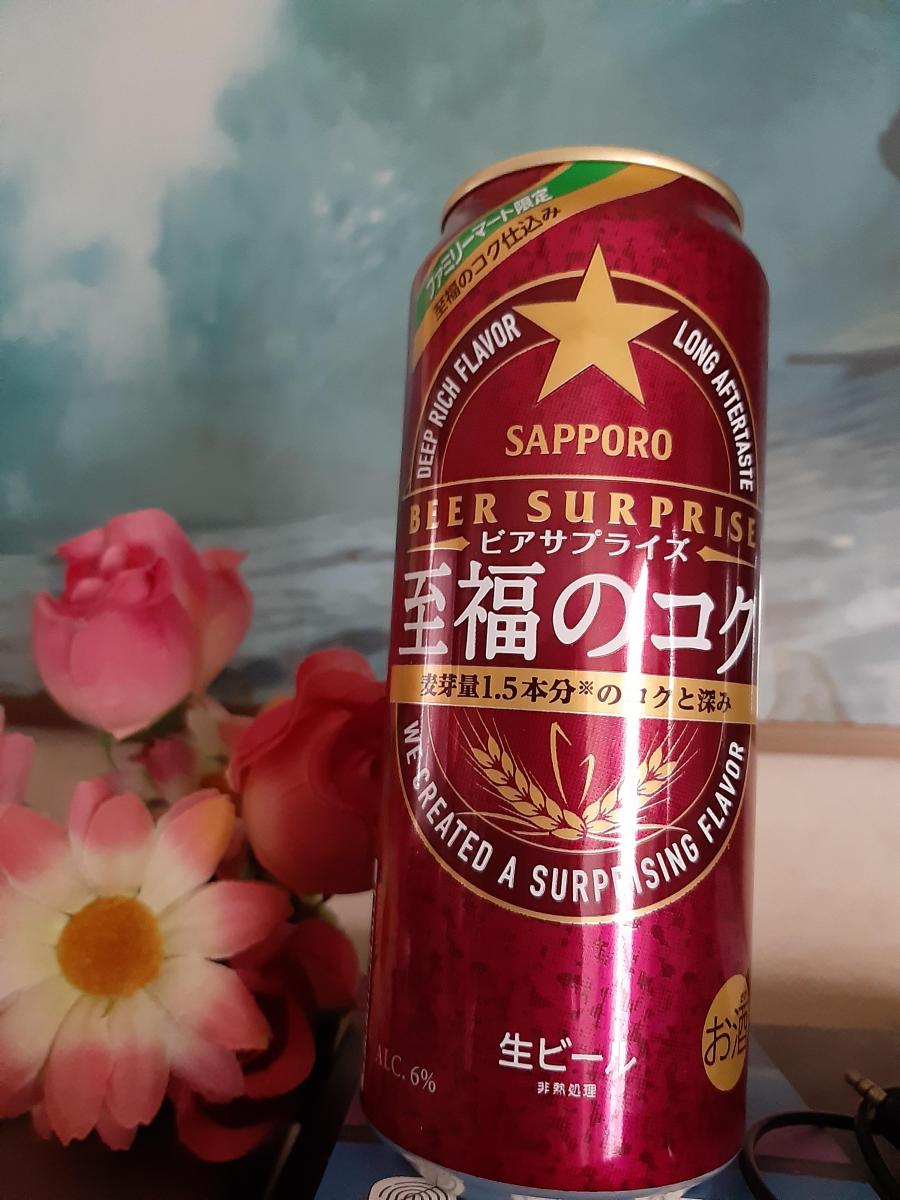 ファミリーマート限定
至福のコク仕込み
DEEP RICH FLAVOR
LONG AFTERTASTE
SAPPORO
BEER SURPRISE
ビアサプライズ
至福のコク
麦芽量1.5本分※のコクと深み
WE CREATED A SURPRISING FLAVOR
生ビール
非熱処理
ALC. 6%
お酒